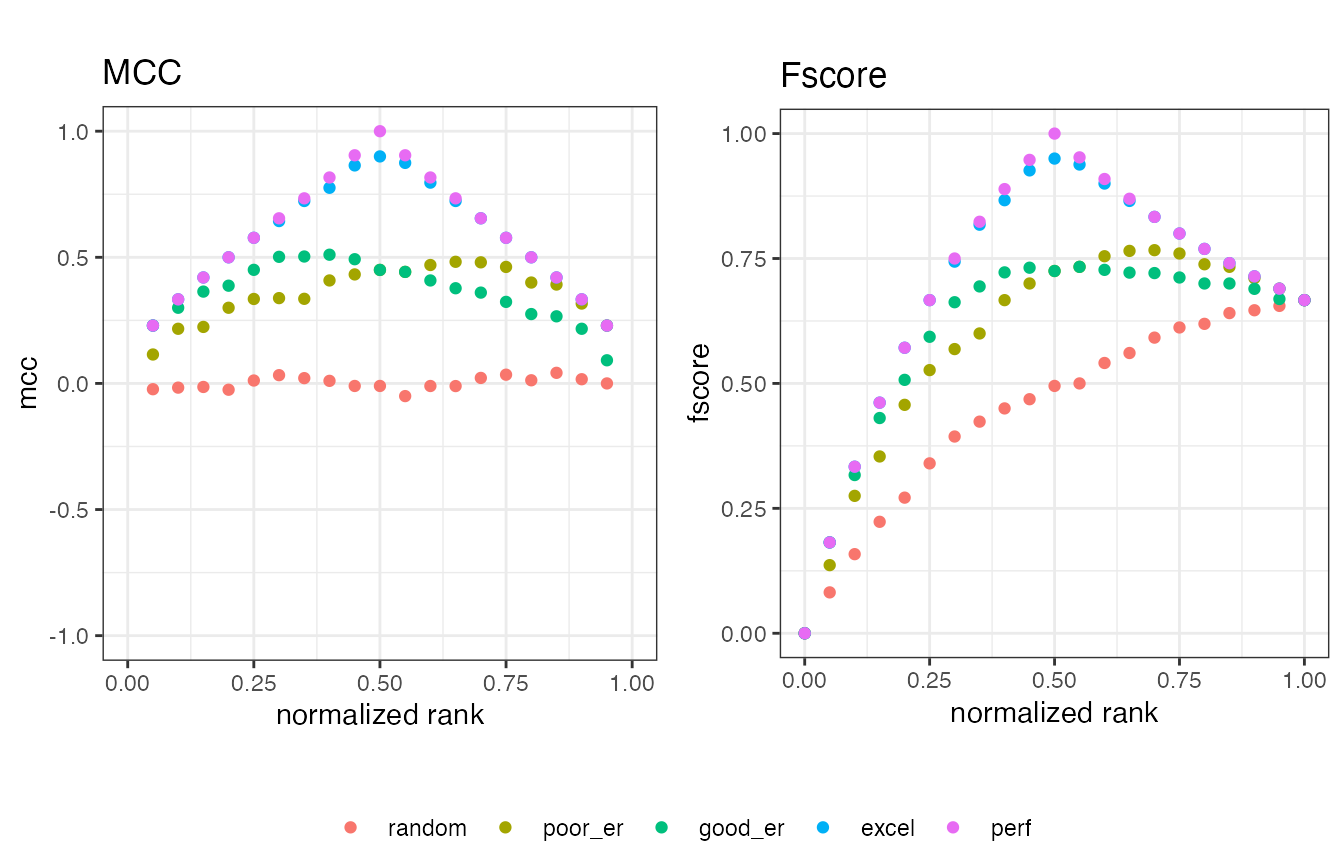 MCC
1.0
0.5
0.0
-0.5
-1.0
mcc
0.00 0.25 0.50 0.75 1.00
normalized rank
Fscore
1.00
0.75
0.50
0.25
0.00
fscore
0.00 0.25 0.50 0.75 1.00
normalized rank
random poor_er good_er excel perf